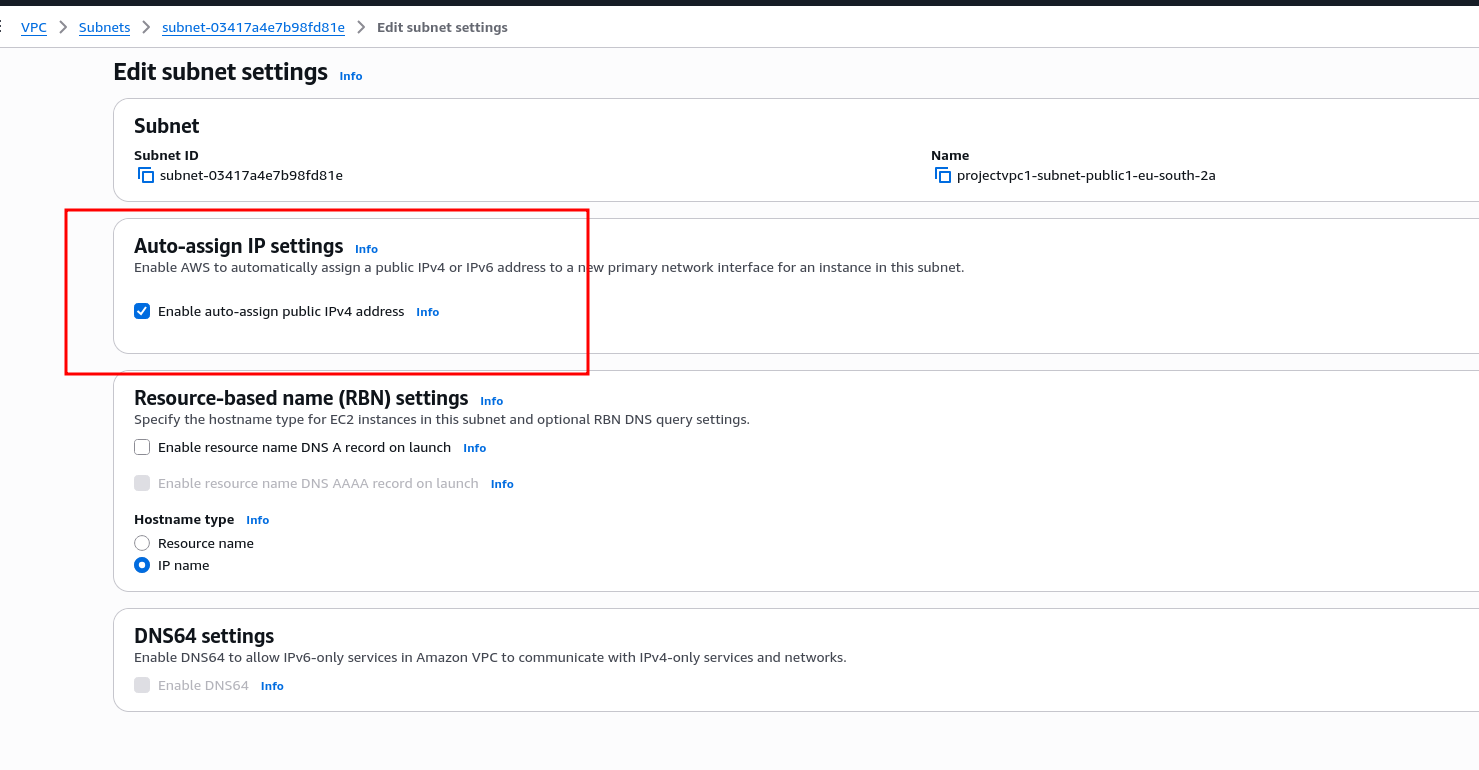 VPC > Subnets > subnet-03417a4e7b98fd81e > Edit subnet settings
Edit subnet settings Info
Subnet
Subnet ID Name
subnet-03417a4e7b98fd81e projectvpc1-subnet-public1-eu-south-2a
Auto-assign IP settings Info
Enable AWS to automatically assign a public IPv4 or IPv6 address to a new primary network interface for an instance in this subnet.
Enable auto-assign public IPv4 address Info
Resource-based name (RBN) settings Info
Specify the hostname type for EC2 instances in this subnet and optional RBN DNS query settings.
Enable resource name DNS A record on launch Info
Enable resource name DNS AAAA record on launch Info
Hostname type Info
Resource name
IP name
DNS64 settings
Enable DNS64 to allow IPv6-only services in Amazon VPC to communicate with IPv4-only services and networks.
Enable DNS64 Info